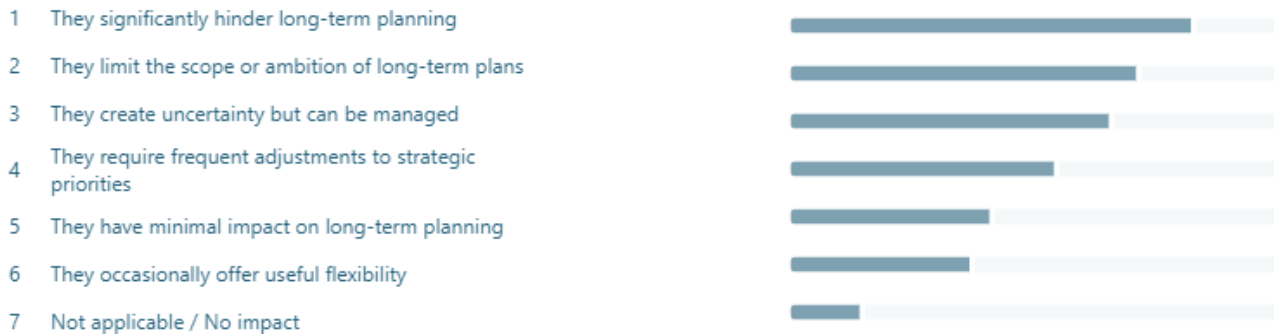 1 They significantly hinder long-term planning
2 They limit the scope or ambition of long-term plans
3 They create uncertainty but can be managed
4 They require frequent adjustments to strategic
priorities
5 They have minimal impact on long-term planning
6 They occasionally offer useful flexibility
7 Not applicable / No impact